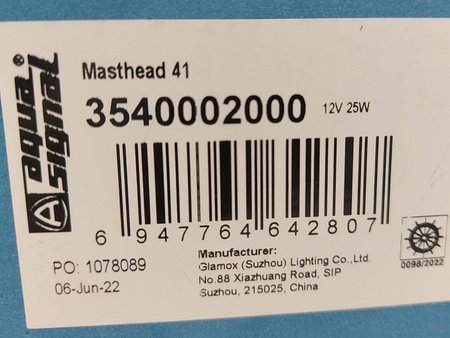 aqua
signal
Masthead 41
3540002000 12V 25W
6 947764 642807
PO: 1078089
06-Jun-22
Manufacturer:
Glamox (Suzhou) Lighting Co.,Ltd.
No.88 Xiazhuang Road, SIP
Suzhou, 215025, China
0098/2022